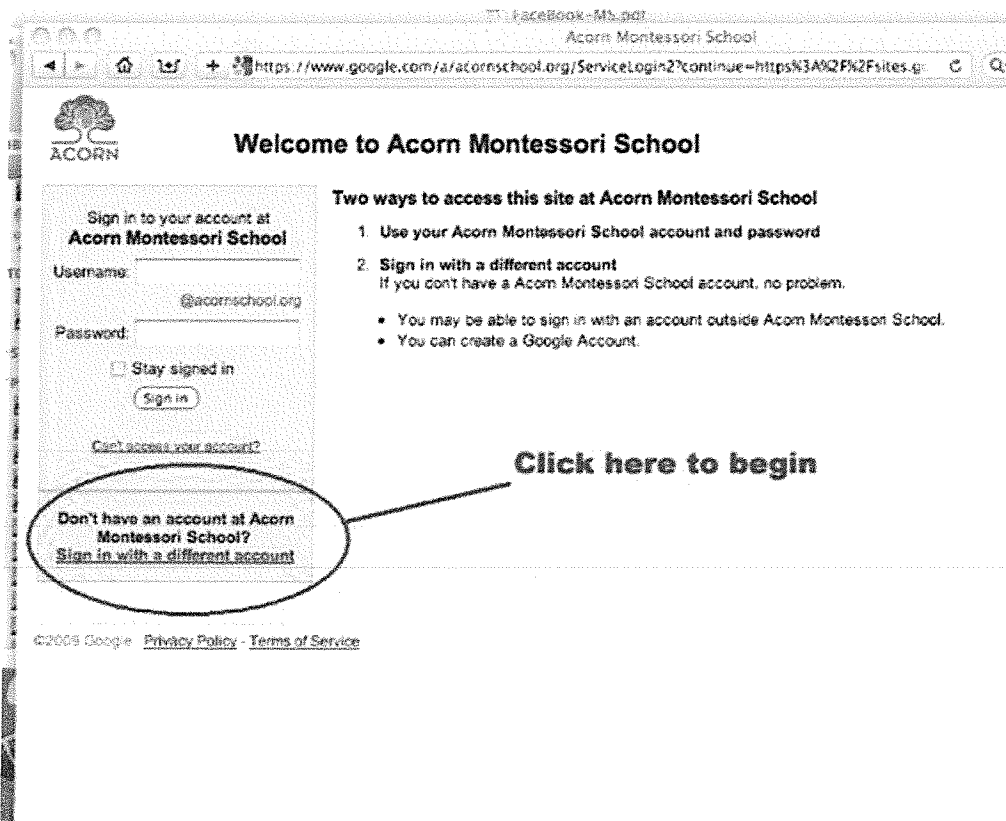 FaceBook-MS.pdf
Acorn Montessori School
https://www.google.com/a/acornschool.org/ServiceLogin2?continue=https%3A%2F%2Fsites.g
ACORN
Welcome to Acorn Montessori School
Sign in to your account at
Acorn Montessori School
Username:
@acornschool.org
Password:
Stay signed in
Sign in
Can't access your account?
Don't have an account at Acorn
Montessori School?
Sign in with a different account
Two ways to access this site at Acorn Montessori School
1. Use your Acorn Montessori School account and password
2. Sign in with a different account
If you don't have a Acorn Montessori School account, no problem.
• You may be able to sign in with an account outside Acorn Montessori School.
• You can create a Google Account.
Click here to begin
©2009 Google Privacy Policy - Terms of Service